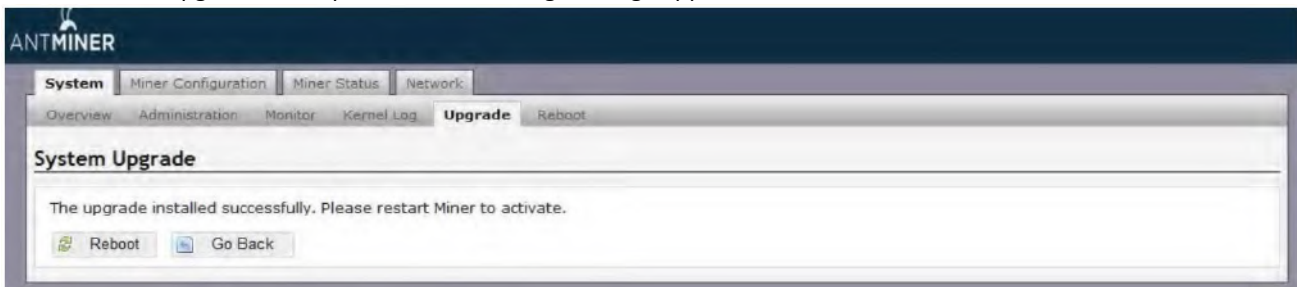 ANTMINER
System Miner Configuration Miner Status Network
Overview Administration Monitor Kernel Log Upgrade Reboot
System Upgrade
The upgrade installed successfully. Please restart Miner to activate.
Reboot Go Back